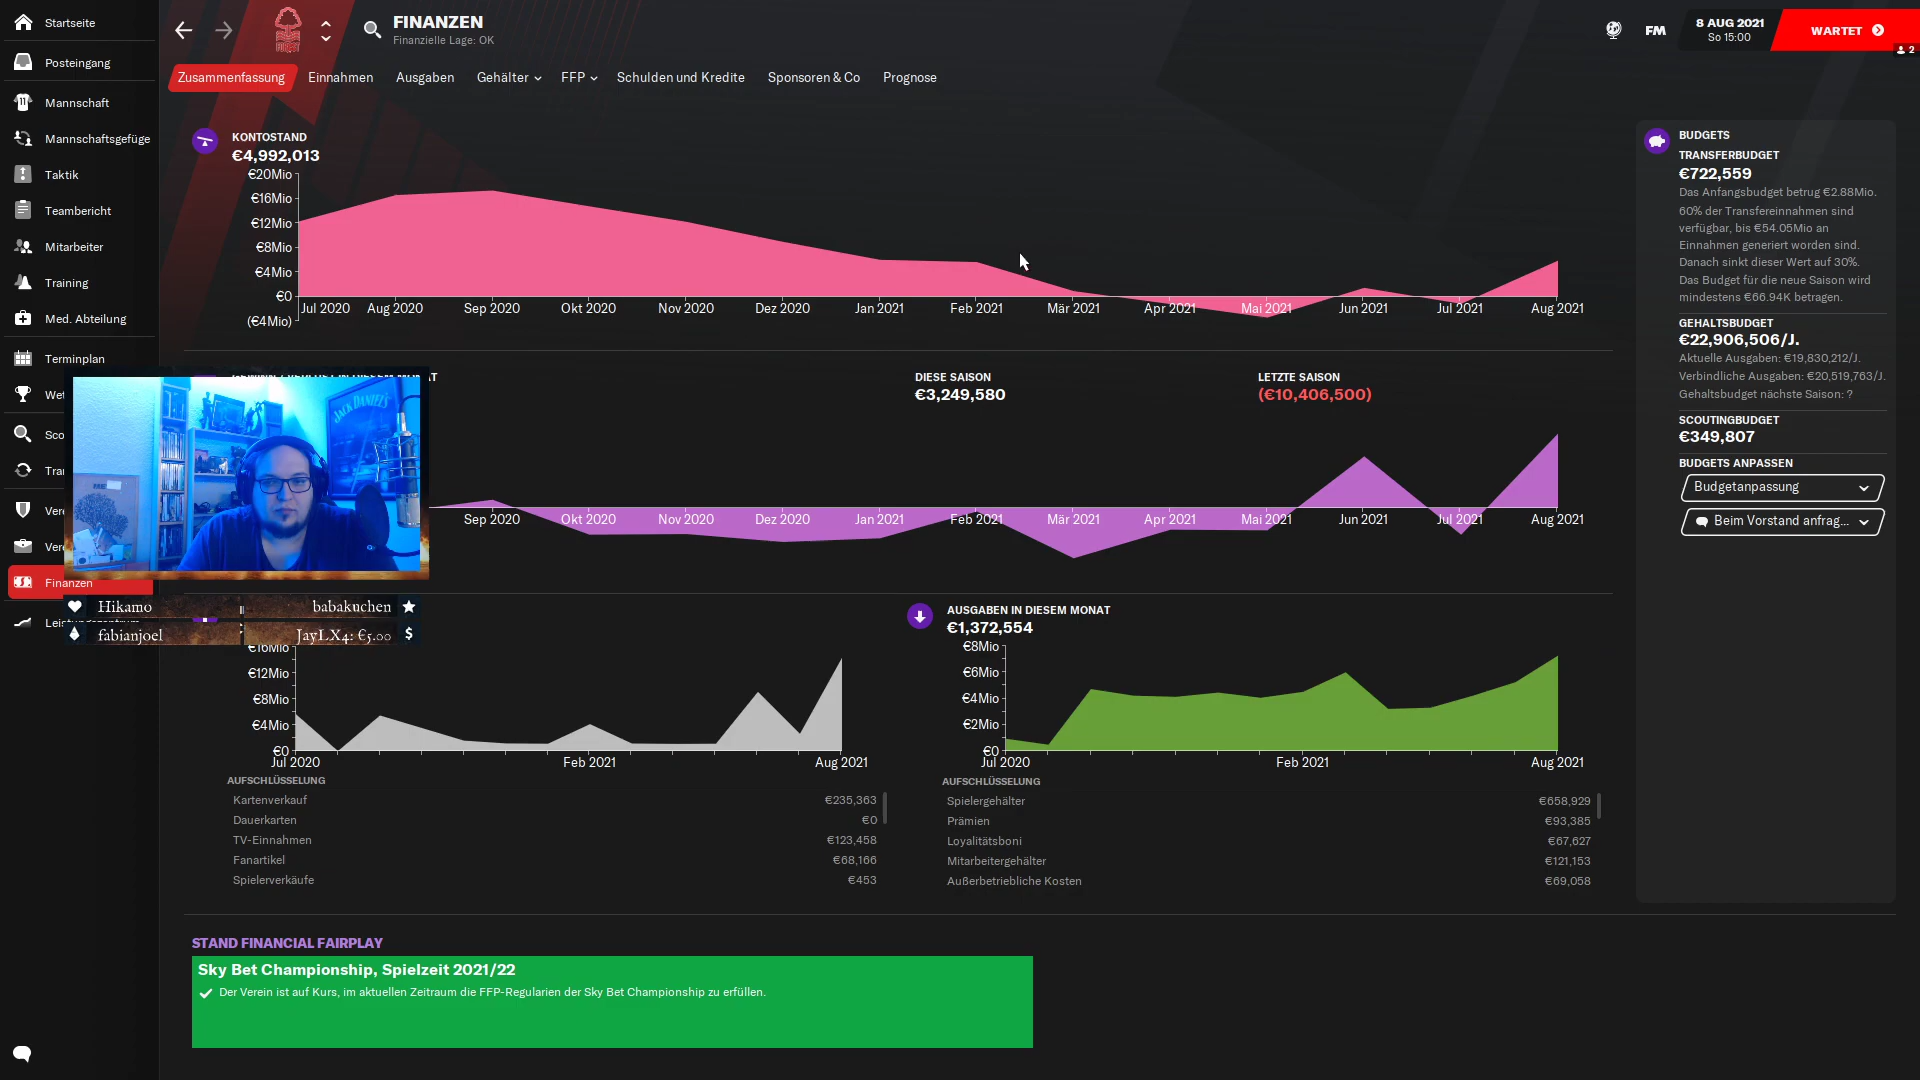 Startseite
Posteingang
Mannschaft
Mannschaftsgefüge
Taktik
Teambericht
Mitarbeiter
Training
Med. Abteilung
Terminplan
Finanzen
FINANZEN
Finanzielle Lage: OK
FM
8 AUG 2021
So 15:00
WARTET
2
Zusammenfassung
Einnahmen
Ausgaben
Gehälter
FFP
Schulden und Kredite
Sponsoren & Co
Prognose
KONTOSTAND
€4,992,013
€20Mio
€16Mio
€12Mio
€8Mio
€4Mio
€0
(€4Mio)
Jul 2020 Aug 2020 Sep 2020 Okt 2020 Nov 2020 Dez 2020 Jan 2021 Feb 2021 Mär 2021 Apr 2021 Mai 2021 Jun 2021 Jul 2021 Aug 2021
DIESE SAISON
€3,249,580
LETZTE SAISON
(€10,406,500)
JACK DANIEL'S
Sep 2020 Okt 2020 Nov 2020 Dez 2020 Jan 2021 Feb 2021 Mär 2021 Apr 2021 Mai 2021 Jun 2021 Jul 2021 Aug 2021
Hikamo
babakuchen
fabianjoel
JayLX4: €5.00
€16Mio
€12Mio
€8Mio
€4Mio
€0
Jul 2020 Feb 2021 Aug 2021
AUFSCHLÜSSELUNG
Kartenverkauf €235,363
Dauerkarten €0
TV-Einnahmen €123,458
Fanartikel €68,166
Spielerverkäufe €453
AUSGABEN IN DIESEM MONAT
€1,372,554
€8Mio
€6Mio
€4Mio
€2Mio
€0
Jul 2020 Feb 2021 Aug 2021
AUFSCHLÜSSELUNG
Spielergehälter €658,929
Prämien €93,385
Loyalitätsboni €67,627
Mitarbeitergehälter €121,153
Außerbetriebliche Kosten €69,058
BUDGETS
TRANSFERBUDGET
€722,559
Das Anfangsbudget betrug €2.88Mio.
60% der Transfereinnahmen sind
verfügbar, bis €54.05Mio an
Einnahmen generiert worden sind.
Danach sinkt dieser Wert auf 30%.
Das Budget für die neue Saison wird
mindestens €66.94K betragen.
GEHALTSBUDGET
€22,906,506/J.
Aktuelle Ausgaben: €19,830,212/J.
Verbindliche Ausgaben: €20,519,763/J.
Gehaltsbudget nächste Saison: ?
SCOUTINGBUDGET
€349,807
BUDGETS ANPASSEN
Budgetanpassung
Beim Vorstand anfrag...
STAND FINANCIAL FAIRPLAY
Sky Bet Championship, Spielzeit 2021/22
Der Verein ist auf Kurs, im aktuellen Zeitraum die FFP-Regularien der Sky Bet Championship zu erfüllen.